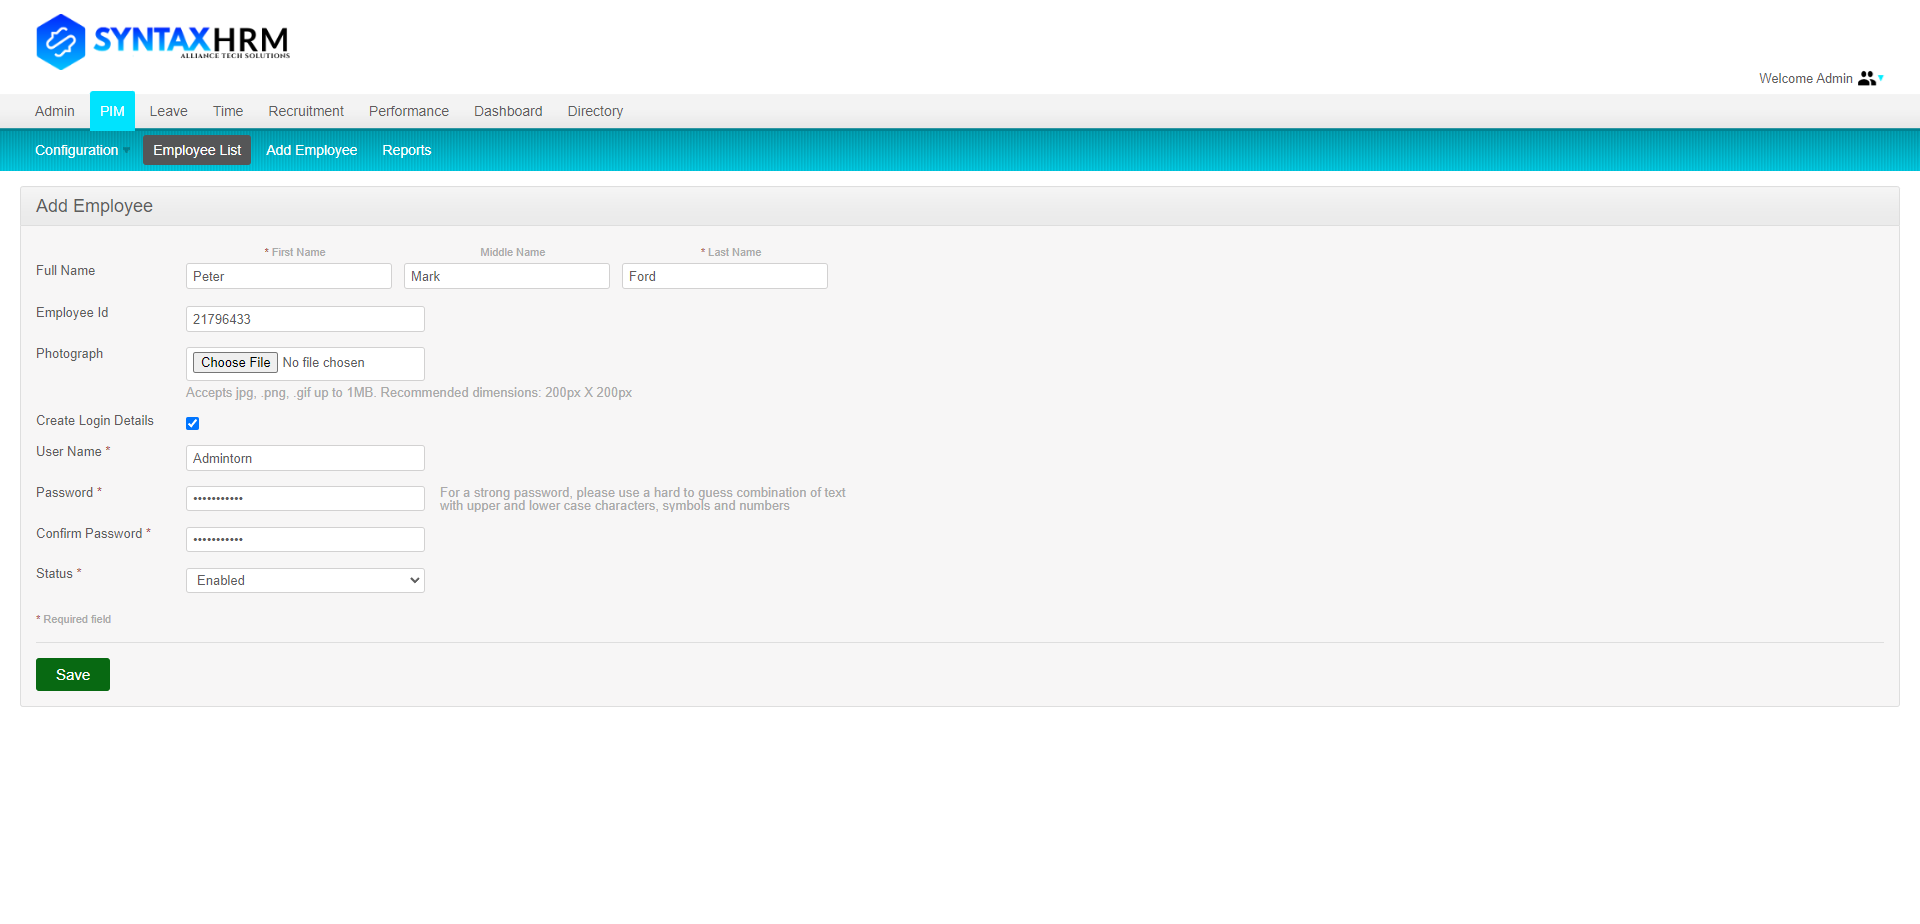 SYNTAXHRM
ALLIANCE TECH SOLUTIONS
Welcome Admin
Admin PIM Leave Time Recruitment Performance Dashboard Directory
Configuration Employee List Add Employee Reports
Add Employee
* First Name Middle Name * Last Name
Full Name Peter Mark Ford
Employee Id 21796433
Photograph Choose File No file chosen
Accepts jpg, .png, .gif up to 1MB. Recommended dimensions: 200px X 200px
Create Login Details
User Name * Admintorn
Password * ••••••••••• For a strong password, please use a hard to guess combination of text
with upper and lower case characters, symbols and numbers
Confirm Password * •••••••••••
Status * Enabled
* Required field
Save